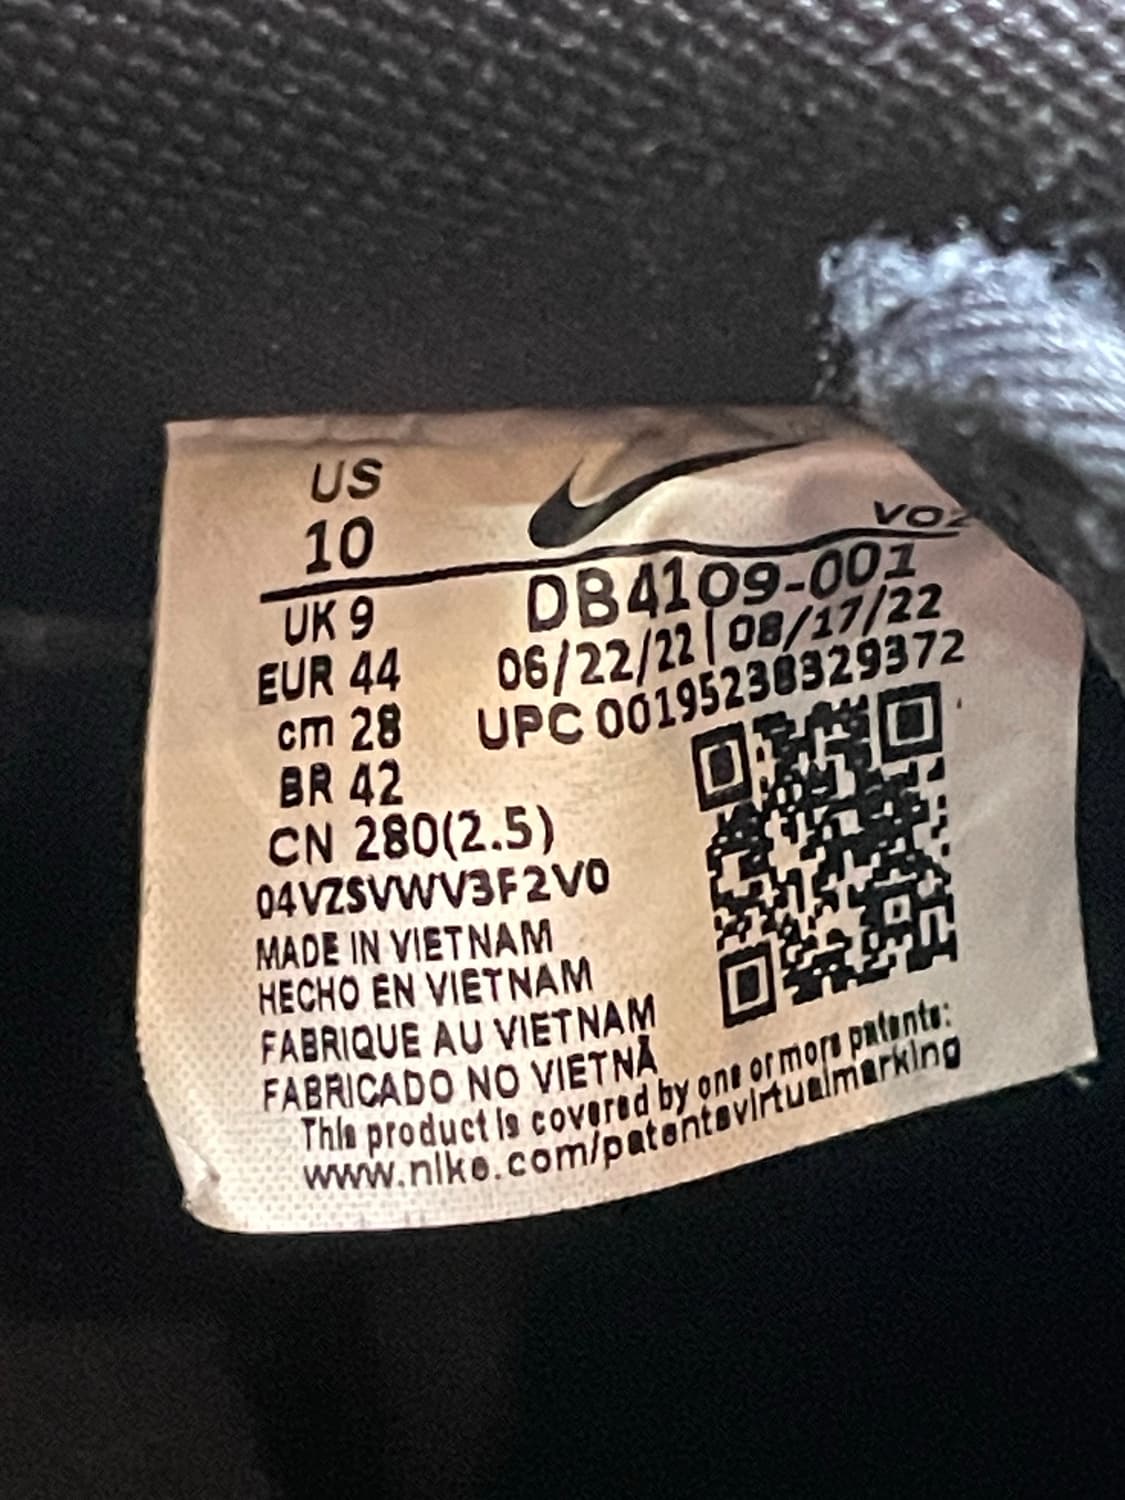 US
10
VO2
UK 9
DB4109-001
EUR 44
06/22/22 | 08/17/22
cm 28
UPC 00195238329372
BR 42
CN 280(2.5)
04VZSVWV3F2V0
MADE IN VIETNAM
HECHO EN VIETNAM
FABRIQUE AU VIETNAM
FABRICADO NO VIETNÃ
This product is covered by one or more patents:
www.nike.com/patentsvirtualmarking